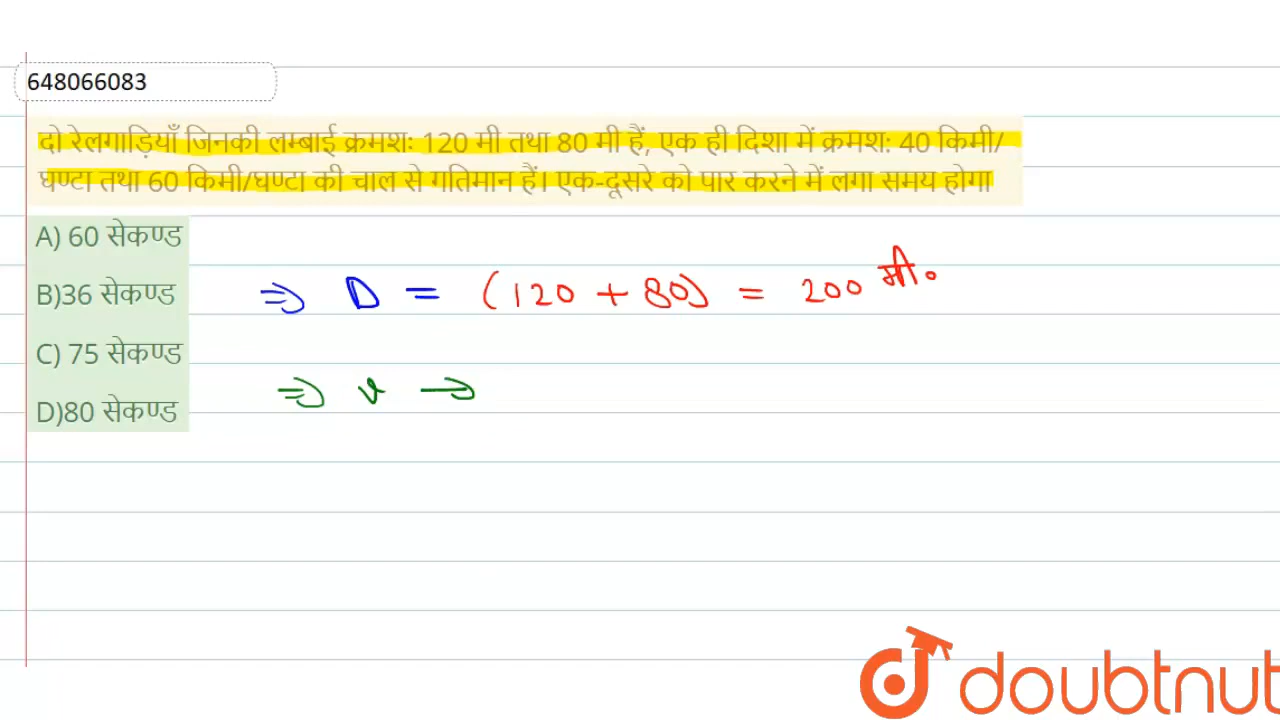 648066083
दो रेलगाड़ियाँ जिनकी लम्बाई क्रमशः 120 मी तथा 80 मी हैं, एक ही दिशा में क्रमश: 40 किमी/
घण्टा तथा 60 किमी/घण्टा की चाल से गतिमान हैं। एक-दूसरे को पार करने में लगा समय होगा
A) 60 सेकण्ड
B)36 सेकण्ड
⇒ D = (120 + 80) = 200 मी०
C) 75 सेकण्ड
⇒ v →
D)80 सेकण्ड
doubtnut